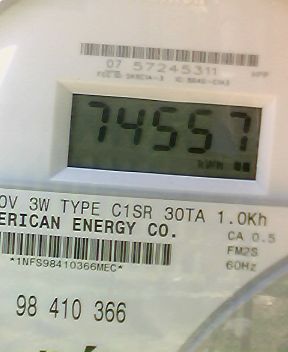 07 57245311
74557
0V 3W TYPE C1SR 30TA 1.0Kh
ERICAN ENERGY CO.
CA 0.5
FM2S
*1NFS98410366MEC*
60Hz
98 410 366